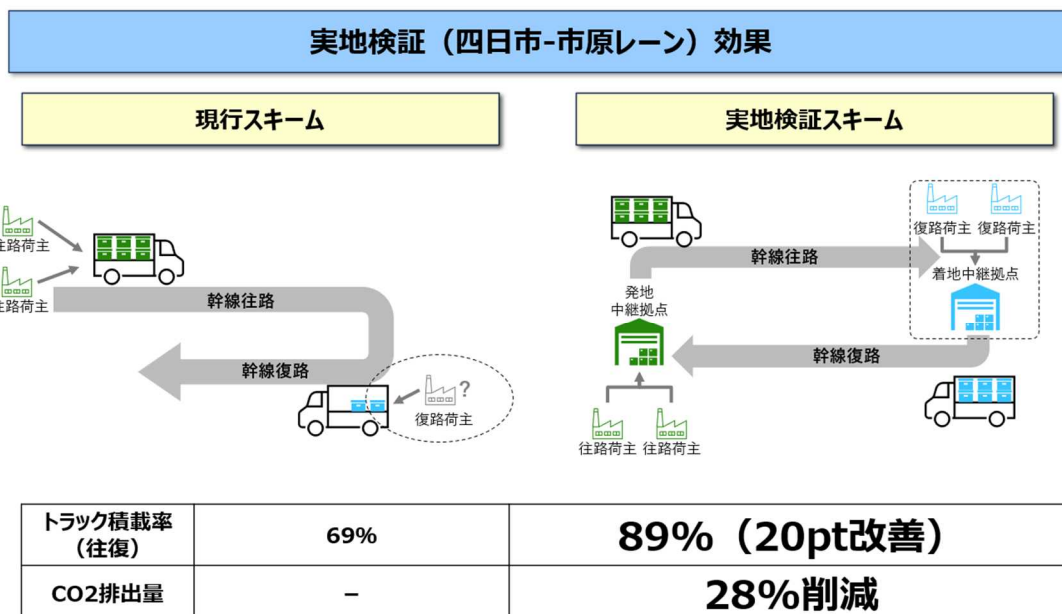 実地検証（四日市-市原レーン）効果
現行スキーム
往路荷主
往路荷主
幹線往路
幹線復路
?
復路荷主
実地検証スキーム
復路荷主 復路荷主
幹線往路
着地中継拠点
発地
中継拠点
幹線復路
往路荷主 往路荷主
トラック積載率
（往復）
69%
89%（20pt改善）
CO2排出量
–
28%削減